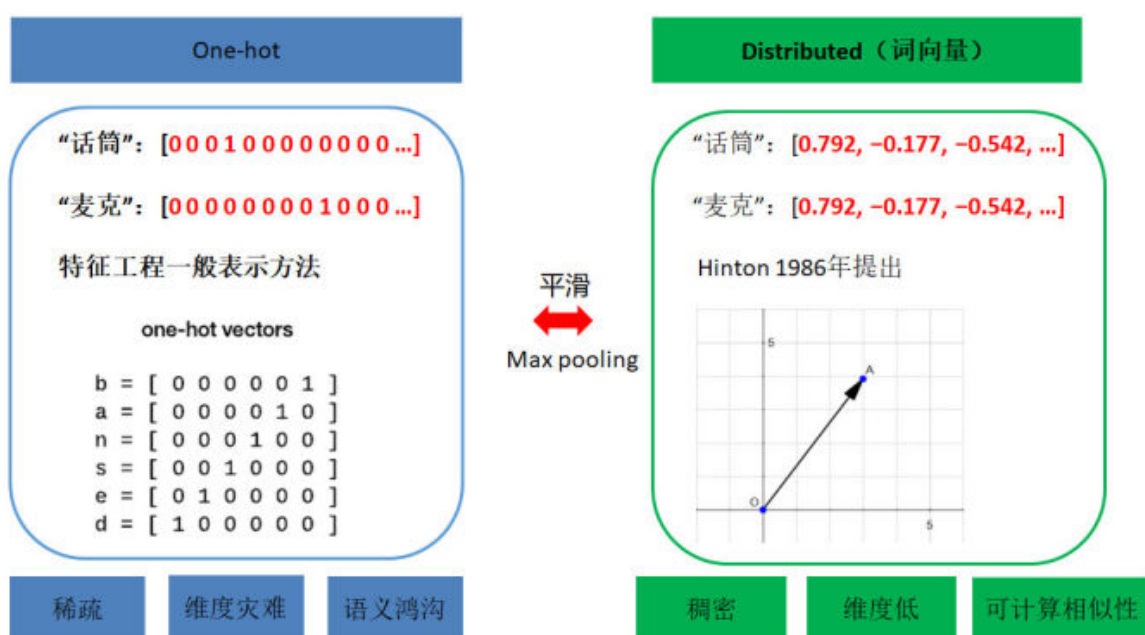 One-hot
“话筒”：[0 0 0 1 0 0 0 0 0 0 0 0 ...]
“麦克”：[0 0 0 0 0 0 0 0 1 0 0 0 ...]
特征工程一般表示方法
one-hot vectors
b = [ 0 0 0 0 0 1 ]
a = [ 0 0 0 0 1 0 ]
n = [ 0 0 0 1 0 0 ]
s = [ 0 0 1 0 0 0 ]
e = [ 0 1 0 0 0 0 ]
d = [ 1 0 0 0 0 0 ]
稀疏
维度灾难
语义鸿沟
平滑
Max pooling
Distributed（词向量）
“话筒”：[0.792, −0.177, −0.542, ...]
“麦克”：[0.792, −0.177, −0.542, ...]
Hinton 1986年提出
5
A
O
5
稠密
维度低
可计算相似性